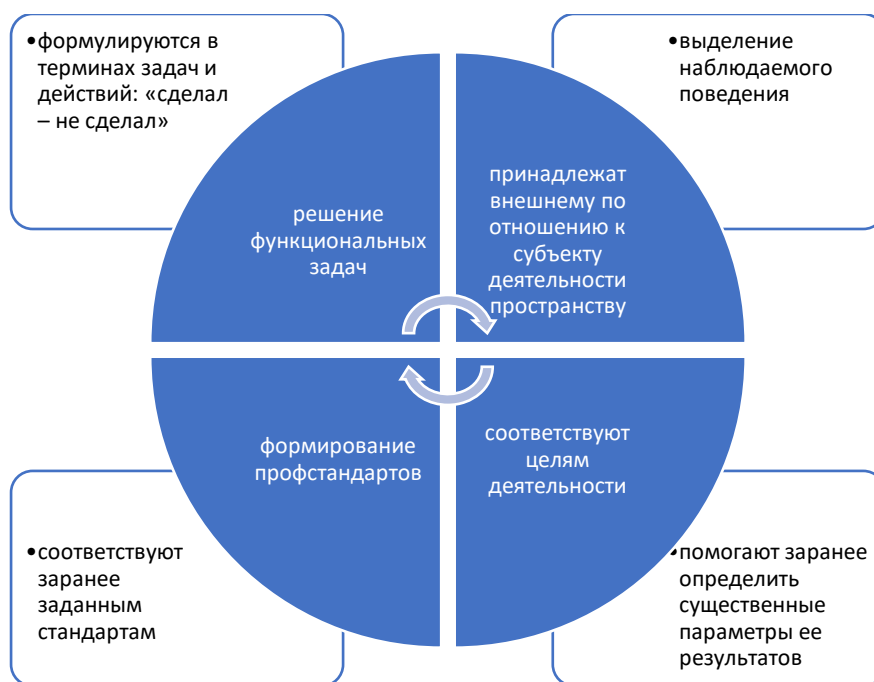 •формулируются в
терминах задач и
действий: «сделал
– не сделал»
•выделение
наблюдаемого
поведения
решение
функциональных
задач
принадлежат
внешнему по
отношению к
субъекту
деятельности
пространству
формирование
профстандартов
соответствуют
целям
деятельности
•соответствуют
заранее
заданным
стандартам
•помогают заранее
определить
существенные
параметры ее
результатов